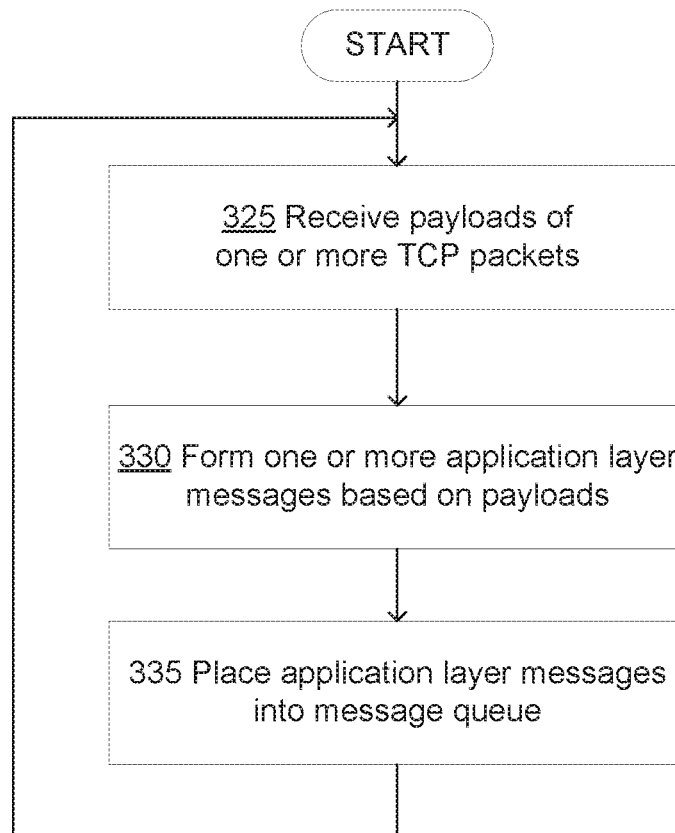 START
325 Receive payloads of
one or more TCP packets
330 Form one or more application layer
messages based on payloads
335 Place application layer messages
into message queue